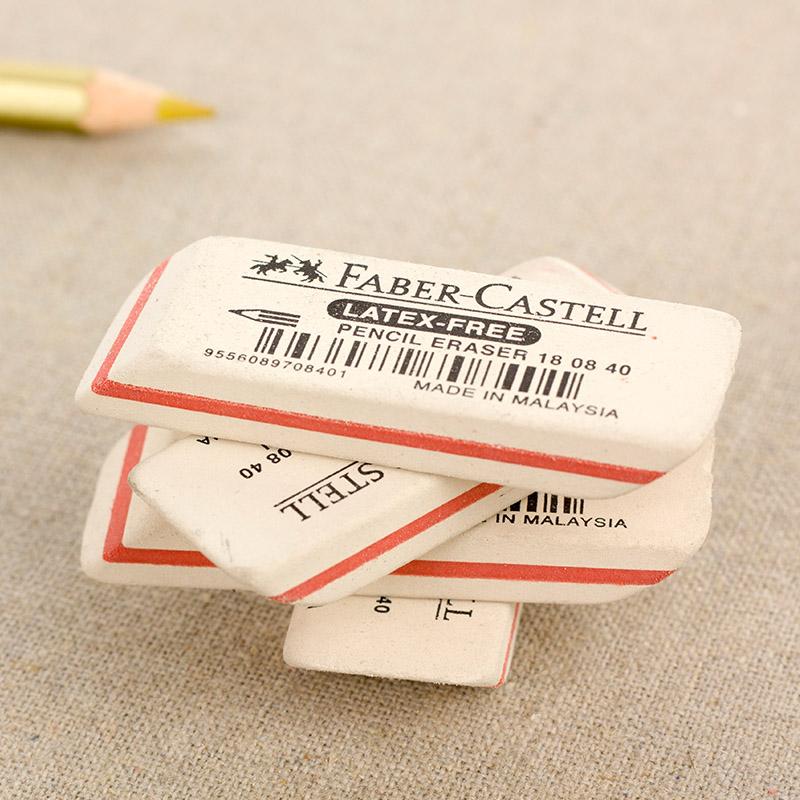 FABER-CASTELL
LATEX-FREE
PENCIL ERASER 18 08 40
9556089708401
MADE IN MALAYSIA
08 40
STELL
IN MALAYSIA
40